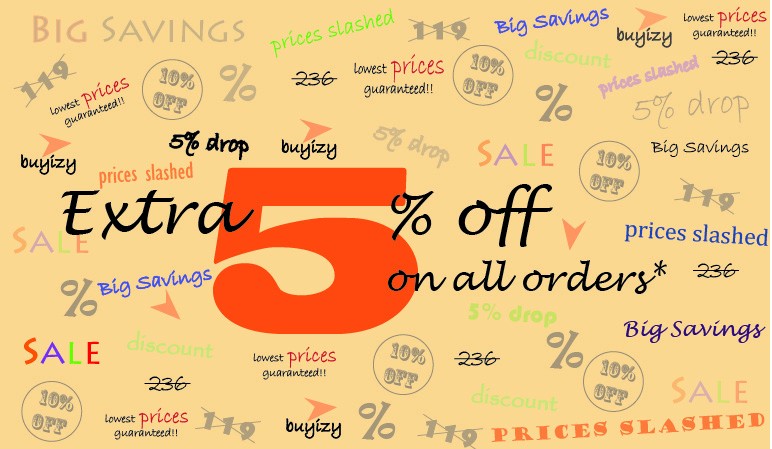 BIG SAVINGS
prices slashed
119
Big Savings
buyizy
lowest prices
guaranteed!!
119
lowest prices
guaranteed!!
10%
OFF
%
236
lowest prices
guaranteed!!
10%
OFF
discount
prices slashed
236
%
5% drop
buyizy
5% drop
buyizy
5% drop
SALE
10%
OFF
Big Savings
prices slashed
119
Extra 5% off
on all orders*
SALE
prices slashed
236
%
Big Savings
5% drop
Big Savings
SALE
discount
lowest prices
guaranteed!!
10%
OFF
236
%
10%
OFF
236
discount
SALE
10%
OFF
lowest prices
guaranteed!!
119
buyizy
%
119
PRICES SLASHED